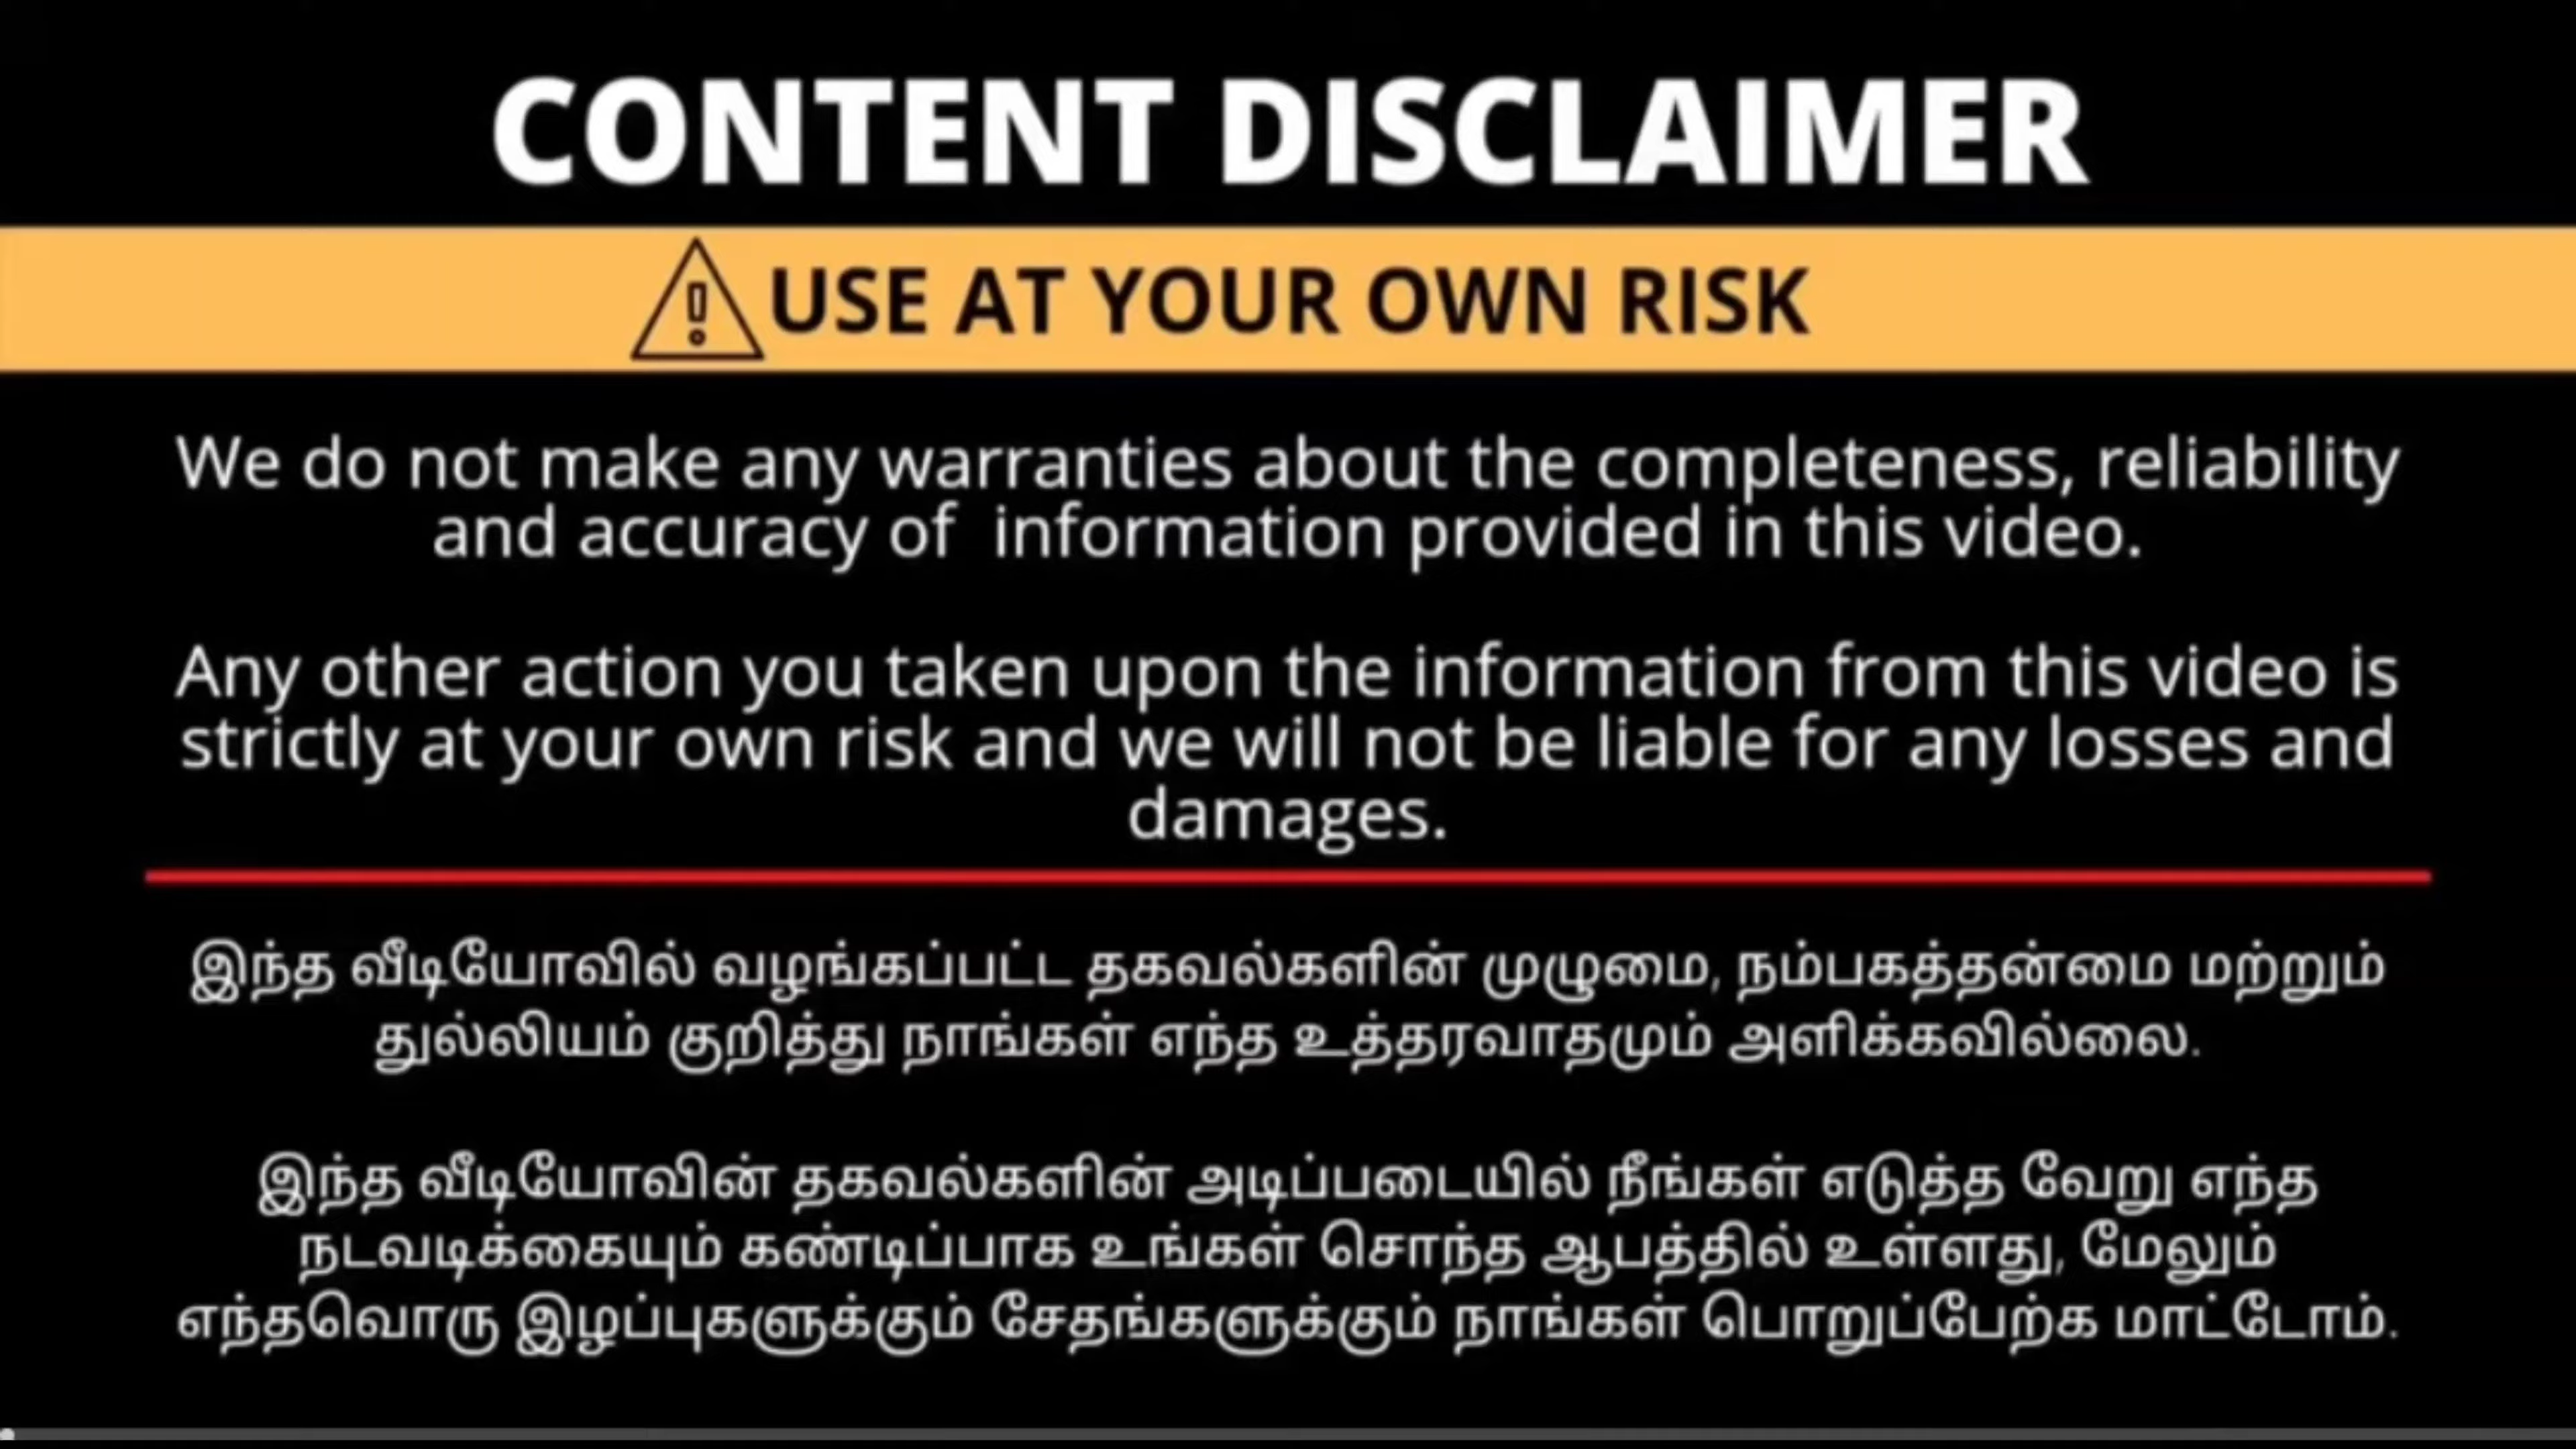 CONTENT DISCLAIMER
USE AT YOUR OWN RISK
We do not make any warranties about the completeness, reliability
and accuracy of information provided in this video.
Any other action you taken upon the information from this video is
strictly at your own risk and we will not be liable for any losses and
damages.
இந்த வீடியோவில் வழங்கப்பட்ட தகவல்களின் முழுமை, நம்பகத்தன்மை மற்றும்
துல்லியம் குறித்து நாங்கள் எந்த உத்தரவாதமும் அளிக்கவில்லை.
இந்த வீடியோவின் தகவல்களின் அடிப்படையில் நீங்கள் எடுத்த வேறு எந்த
நடவடிக்கையும் கண்டிப்பாக உங்கள் சொந்த ஆபத்தில் உள்ளது, மேலும்
எந்தவொரு இழப்புகளுக்கும் சேதங்களுக்கும் நாங்கள் பொறுப்பேற்க மாட்டோம்.